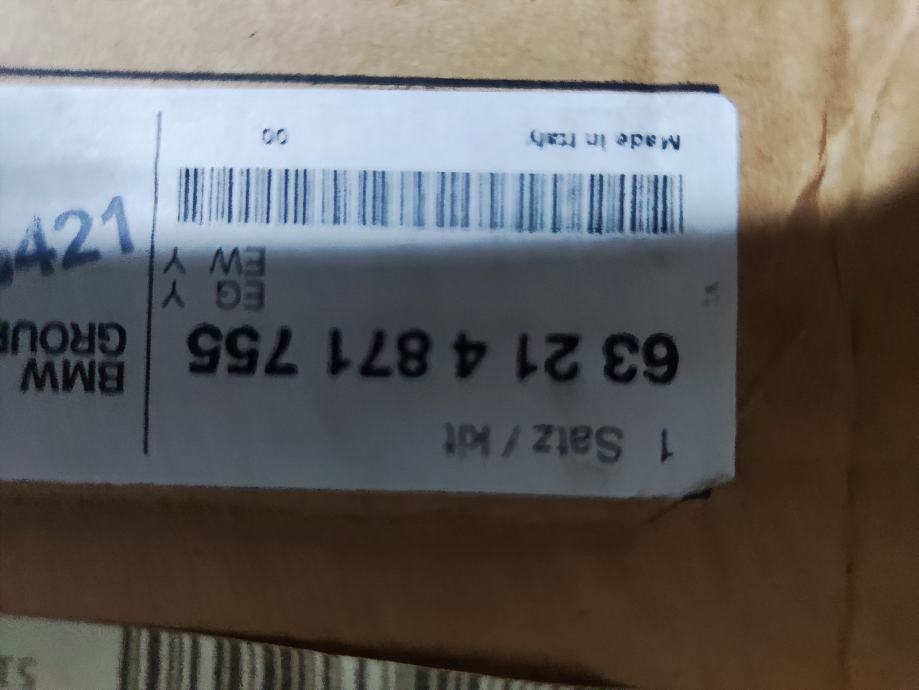 1 Satz / kit
63 21 4 871 755
EG Y
EW Y
Made in Italy 00
BMW
GROUP
421